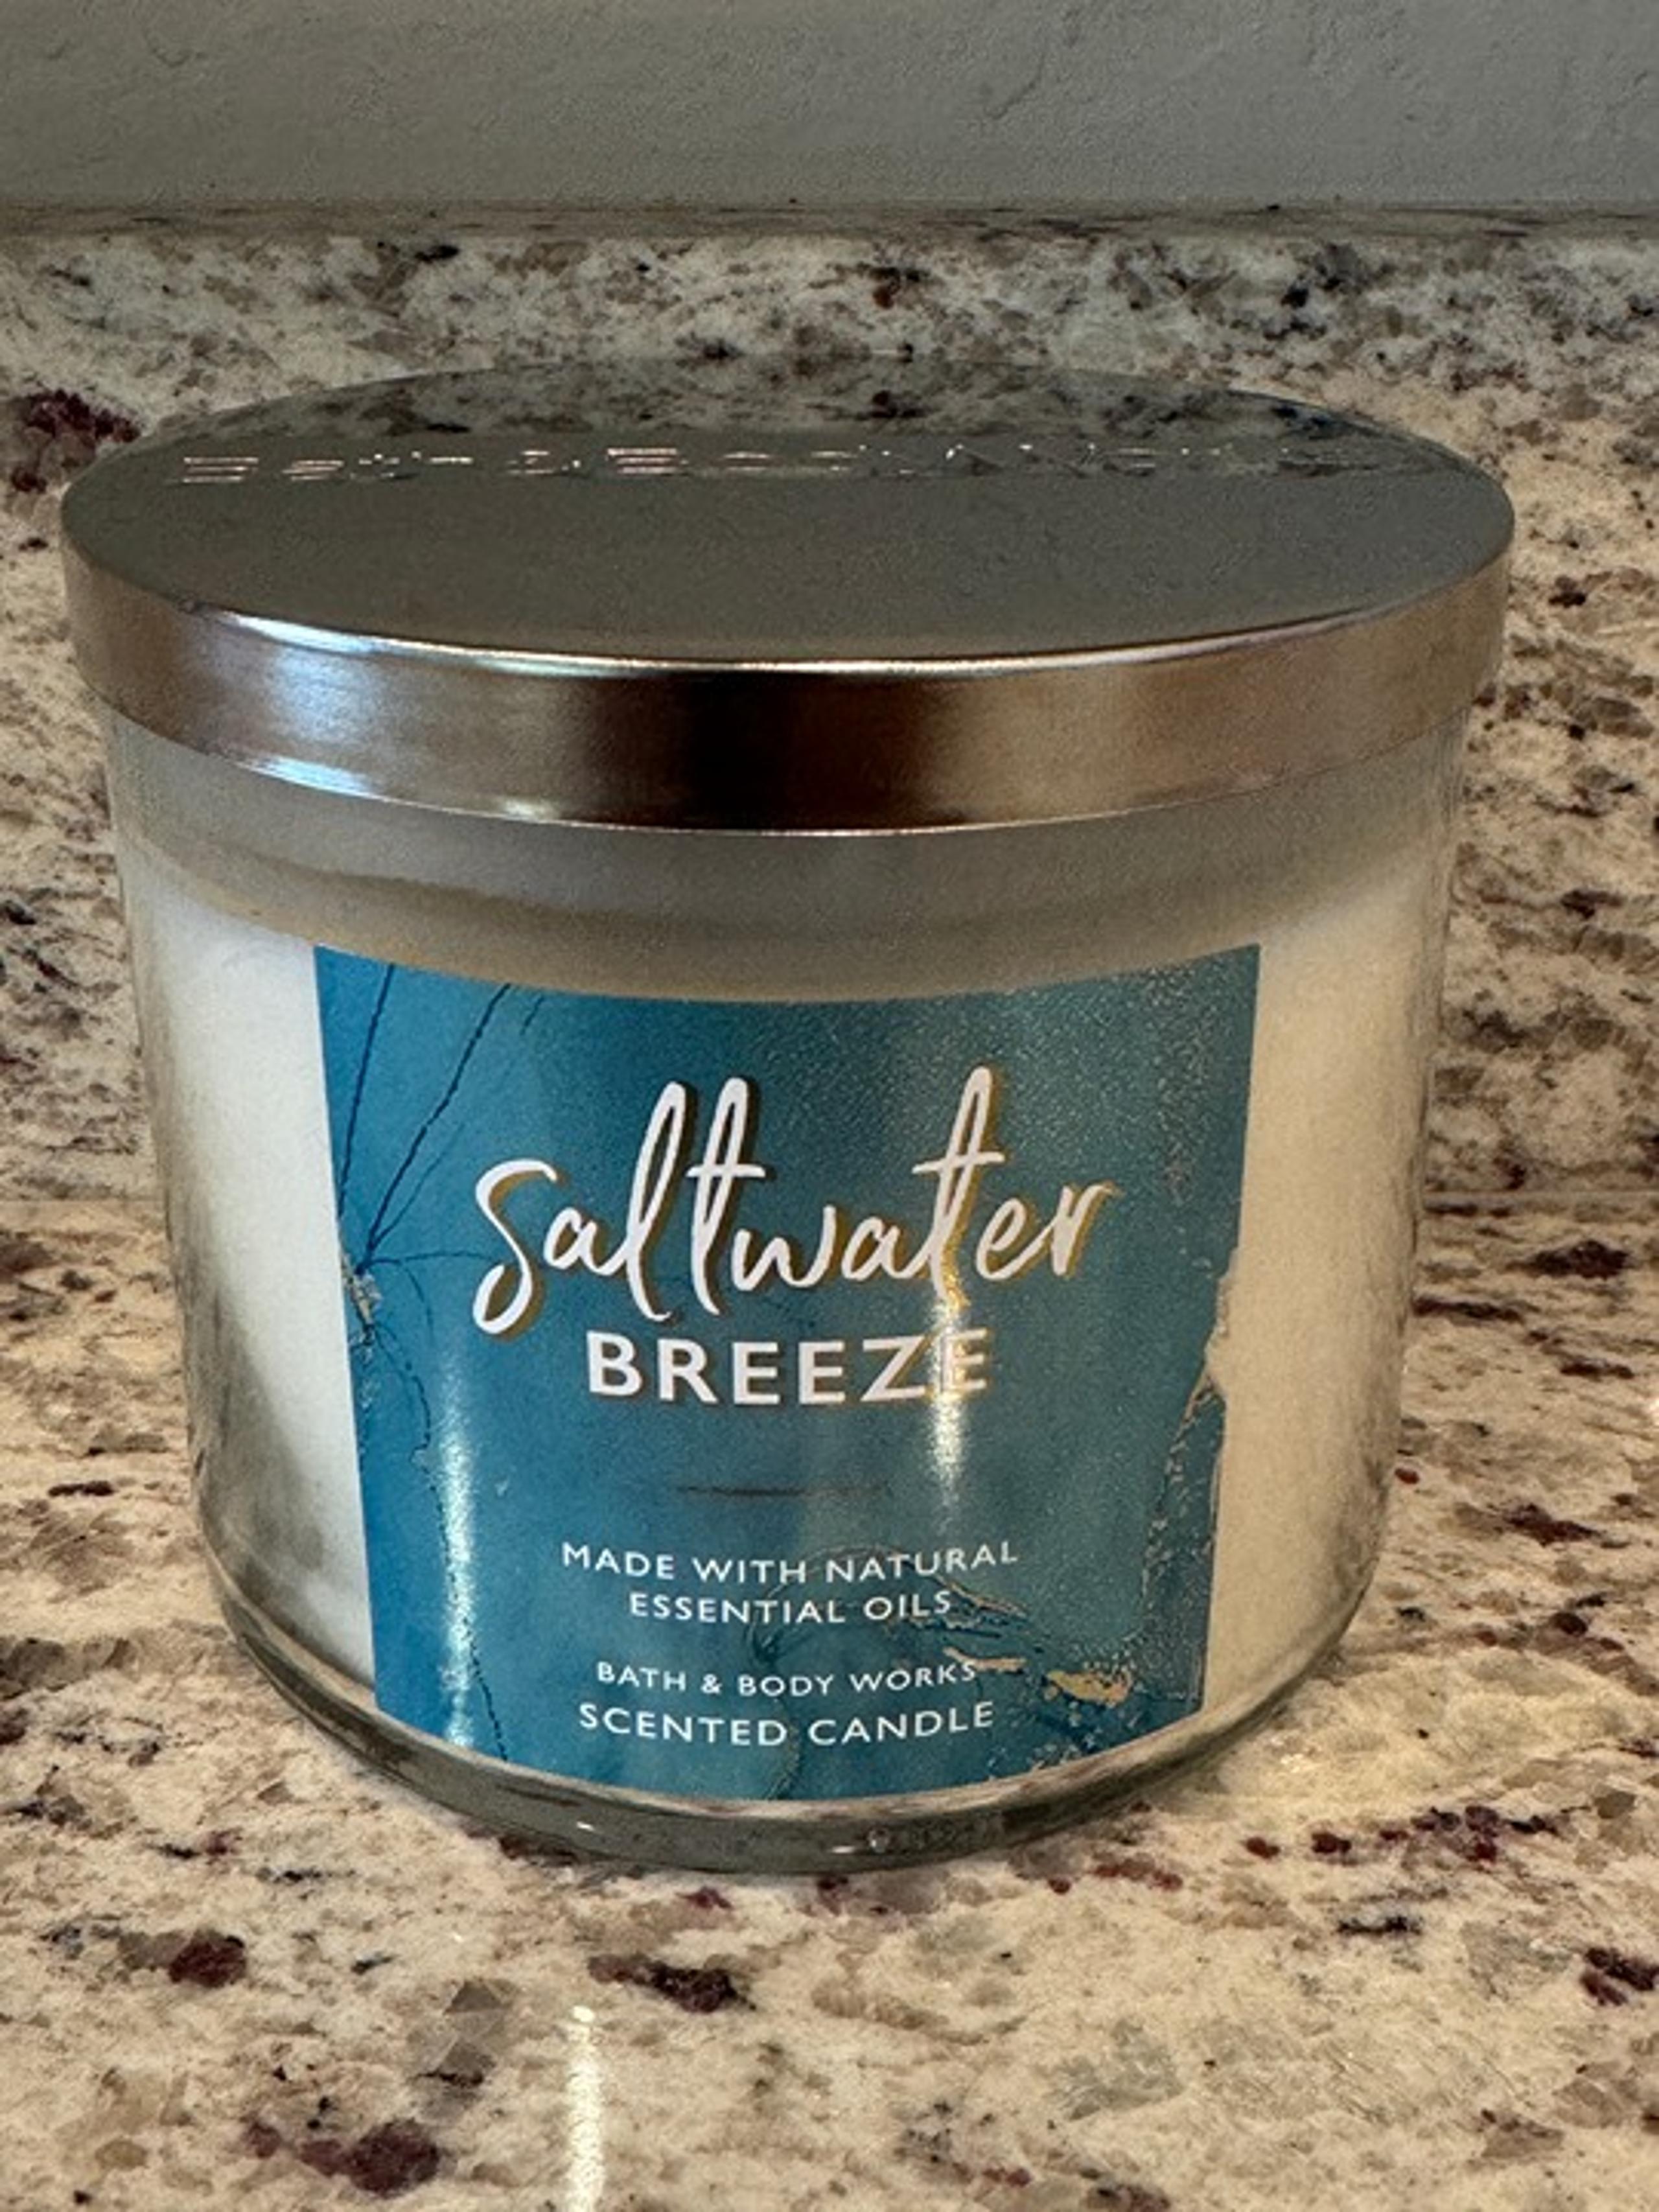 Saltwater
BREEZE
MADE WITH NATURAL
ESSENTIAL OILS
BATH & BODY WORKS
SCENTED CANDLE